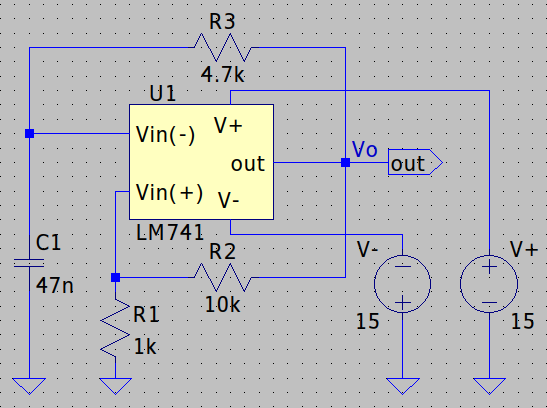 R3
4.7k
U1
Vin(-)
V+
out
Vo
out
Vin(+)
V-
LM741
C1
47n
R2
10k
V-
V+
− +
+ −
R1
1k
15
15